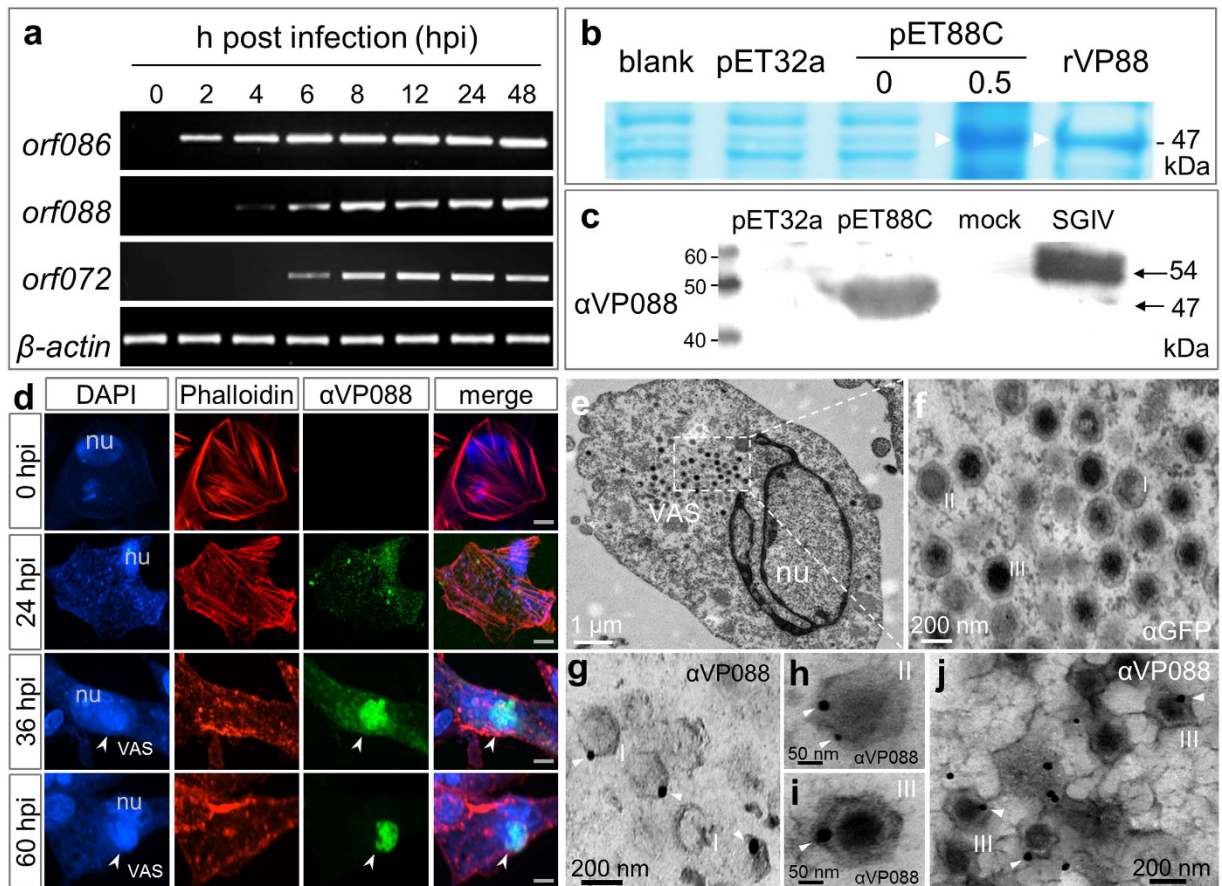 a
h post infection (hpi)
0 2 4 6 8 12 24 48
orf086
orf088
orf072
β-actin
b
blank pET32a pET88C rVP88
0 0.5
- 47
kDa
c
pET32a pET88C mock SGIV
60 -
50 -
40 -
αVP088
54
47
kDa
d
DAPI Phalloidin αVP088 merge
0 hpi
nu
24 hpi
nu
36 hpi
nu
VAS
60 hpi
nu
VAS
e
VAS
nu
1 µm
f
I
II
III
200 nm
αGFP
g
αVP088
I
I
200 nm
h
II
50 nm
αVP088
i
III
50 nm
αVP088
j
αVP088
III
III
200 nm